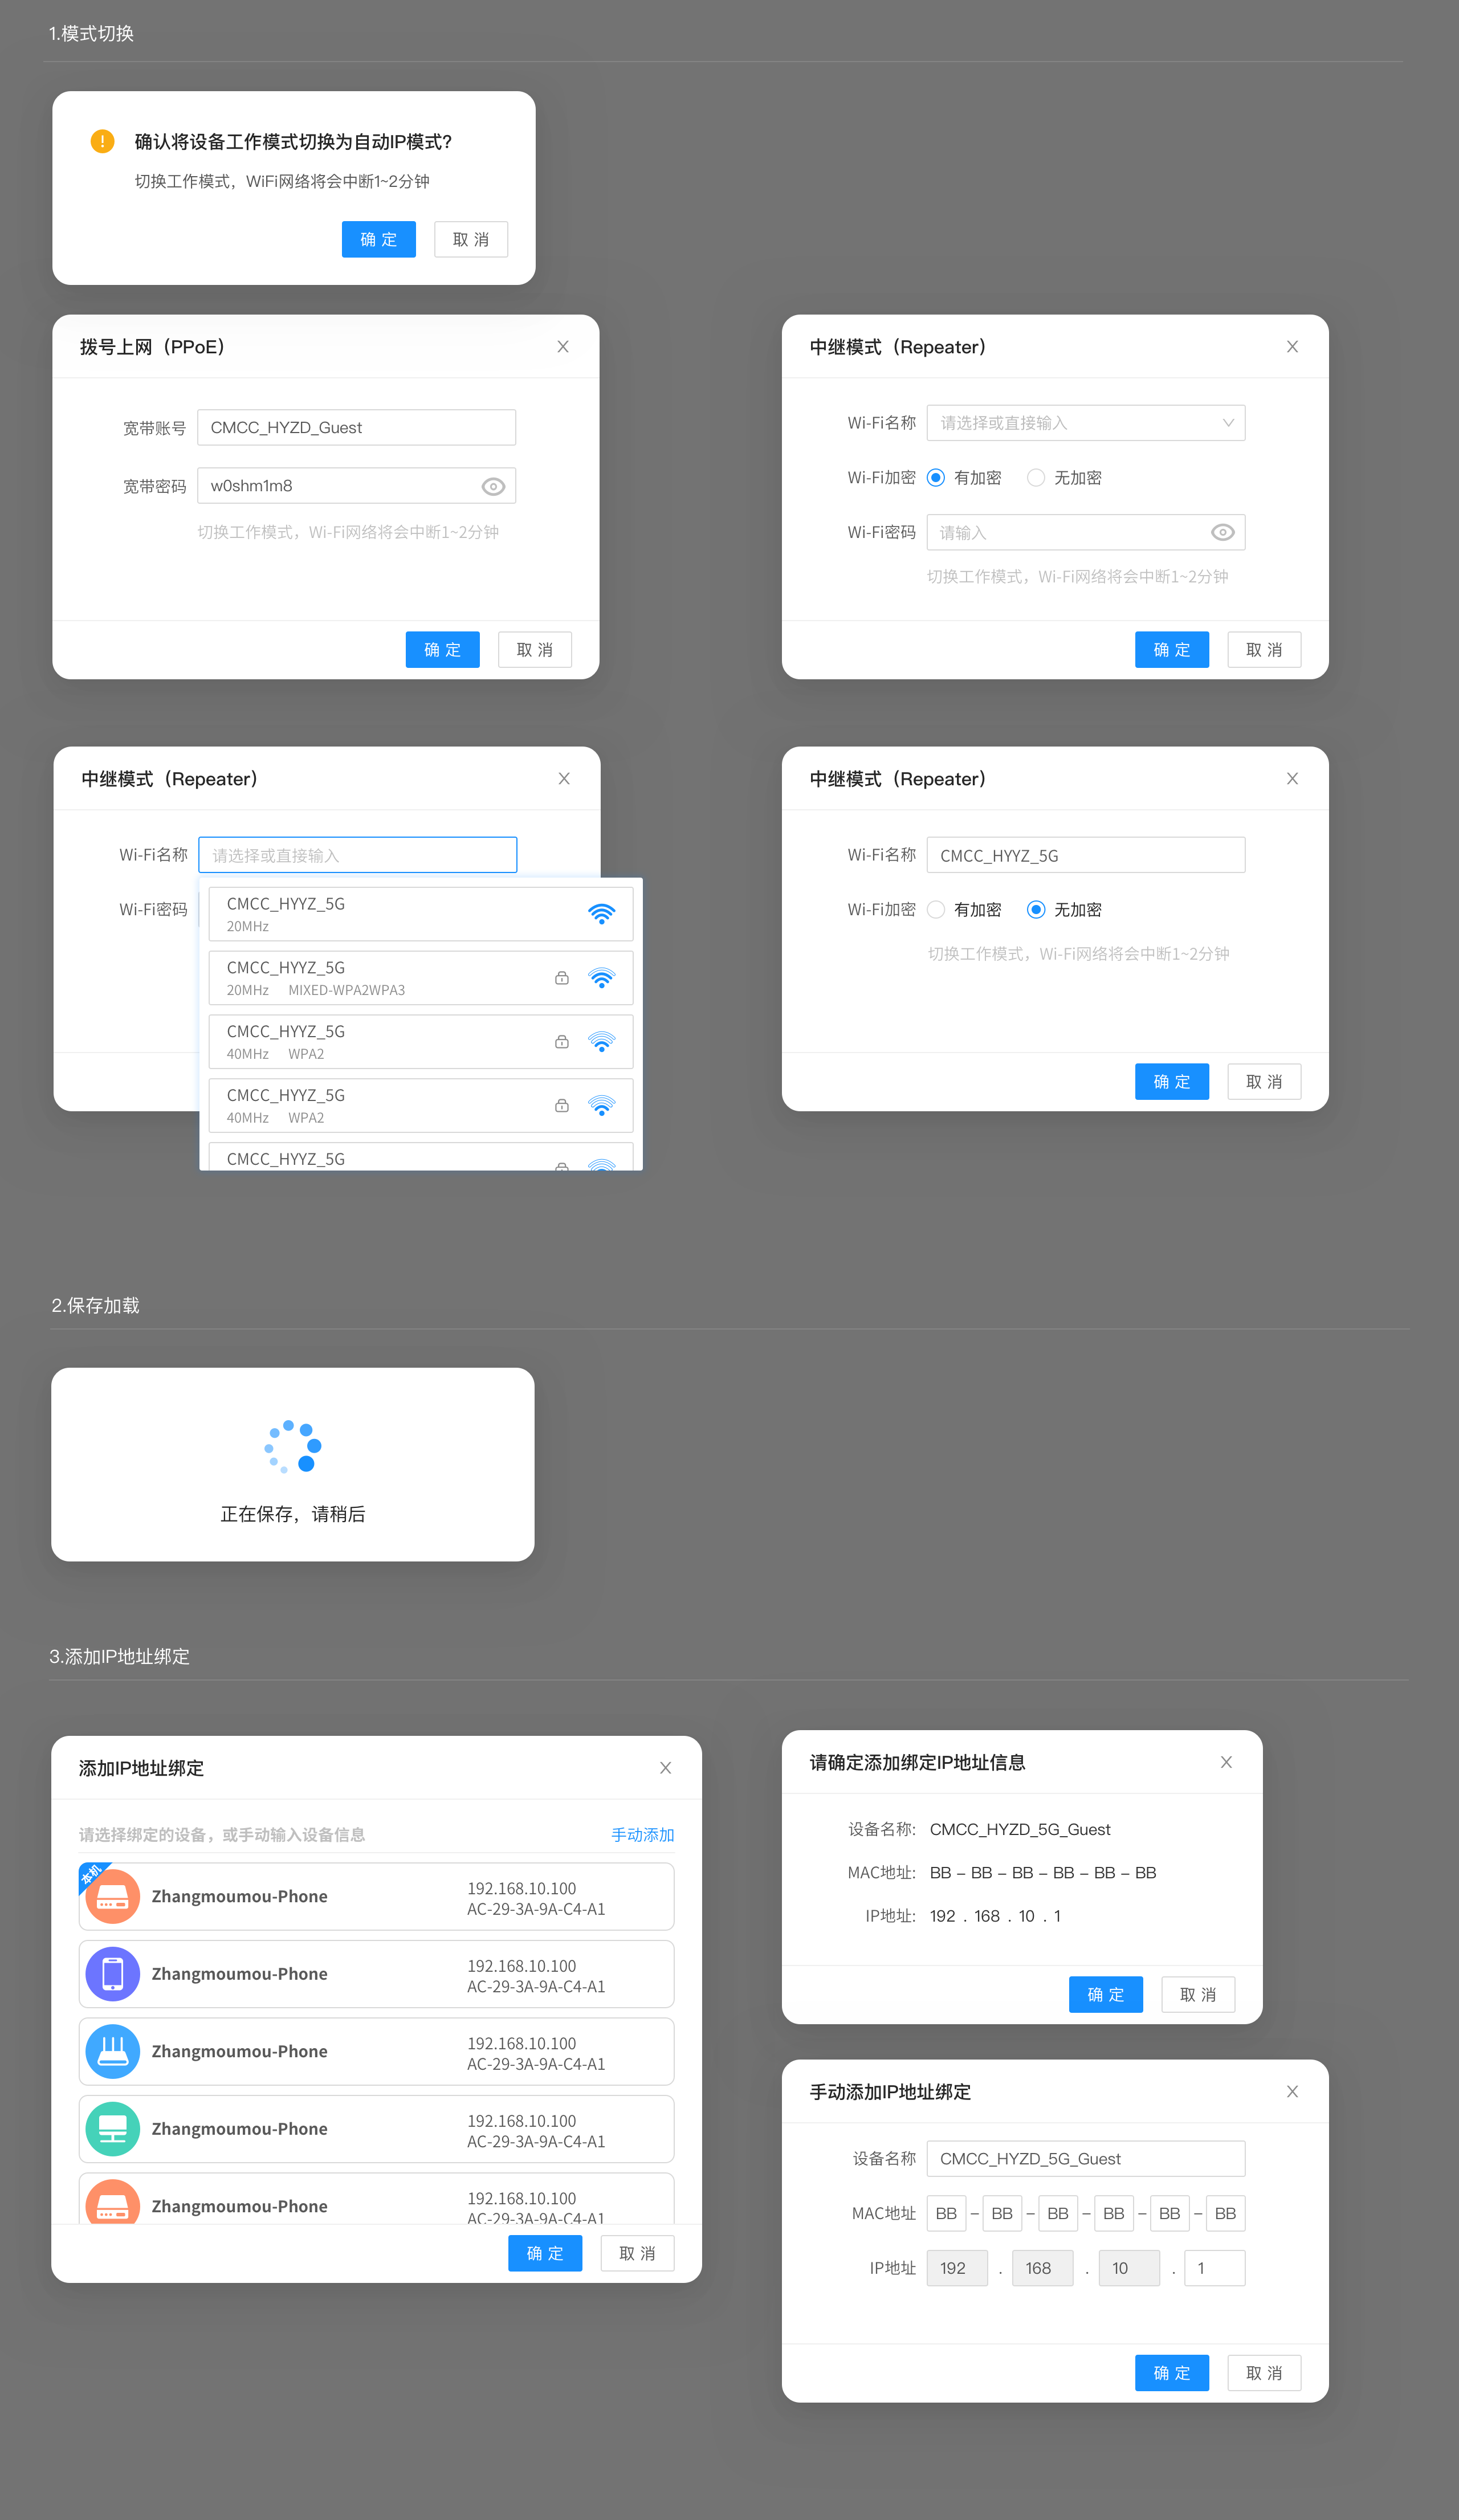 1.模式切换
确认将设备工作模式切换为自动IP模式?
切换工作模式，WiFi网络将会中断1~2分钟
确 定
取 消
拨号上网（PPoE）
宽带账号
CMCC_HYZD_Guest
宽带密码
w0shm1m8
切换工作模式，Wi-Fi网络将会中断1~2分钟
确 定
取 消
中继模式（Repeater）
Wi-Fi名称
请选择或直接输入
Wi-Fi加密
有加密
无加密
Wi-Fi密码
请输入
切换工作模式，Wi-Fi网络将会中断1~2分钟
确 定
取 消
中继模式（Repeater）
Wi-Fi名称
请选择或直接输入
Wi-Fi密码
CMCC_HYYZ_5G
20MHz
CMCC_HYYZ_5G
20MHz MIXED-WPA2WPA3
CMCC_HYYZ_5G
40MHz WPA2
CMCC_HYYZ_5G
40MHz WPA2
CMCC_HYYZ_5G
中继模式（Repeater）
Wi-Fi名称
CMCC_HYYZ_5G
Wi-Fi加密
有加密
无加密
切换工作模式，Wi-Fi网络将会中断1~2分钟
确 定
取 消
2.保存加载
正在保存，请稍后
3.添加IP地址绑定
添加IP地址绑定
请选择绑定的设备，或手动输入设备信息
手动添加
本机
Zhangmoumou-Phone
192.168.10.100
AC-29-3A-9A-C4-A1
Zhangmoumou-Phone
192.168.10.100
AC-29-3A-9A-C4-A1
Zhangmoumou-Phone
192.168.10.100
AC-29-3A-9A-C4-A1
Zhangmoumou-Phone
192.168.10.100
AC-29-3A-9A-C4-A1
Zhangmoumou-Phone
192.168.10.100
AC-29-3A-9A-C4-A1
确 定
取 消
请确定添加绑定IP地址信息
设备名称: CMCC_HYZD_5G_Guest
MAC地址: BB – BB – BB – BB – BB – BB
IP地址: 192 . 168 . 10 . 1
确 定
取 消
手动添加IP地址绑定
设备名称
CMCC_HYZD_5G_Guest
MAC地址
BB – BB – BB – BB – BB – BB
IP地址
192 . 168 . 10 . 1
确 定
取 消